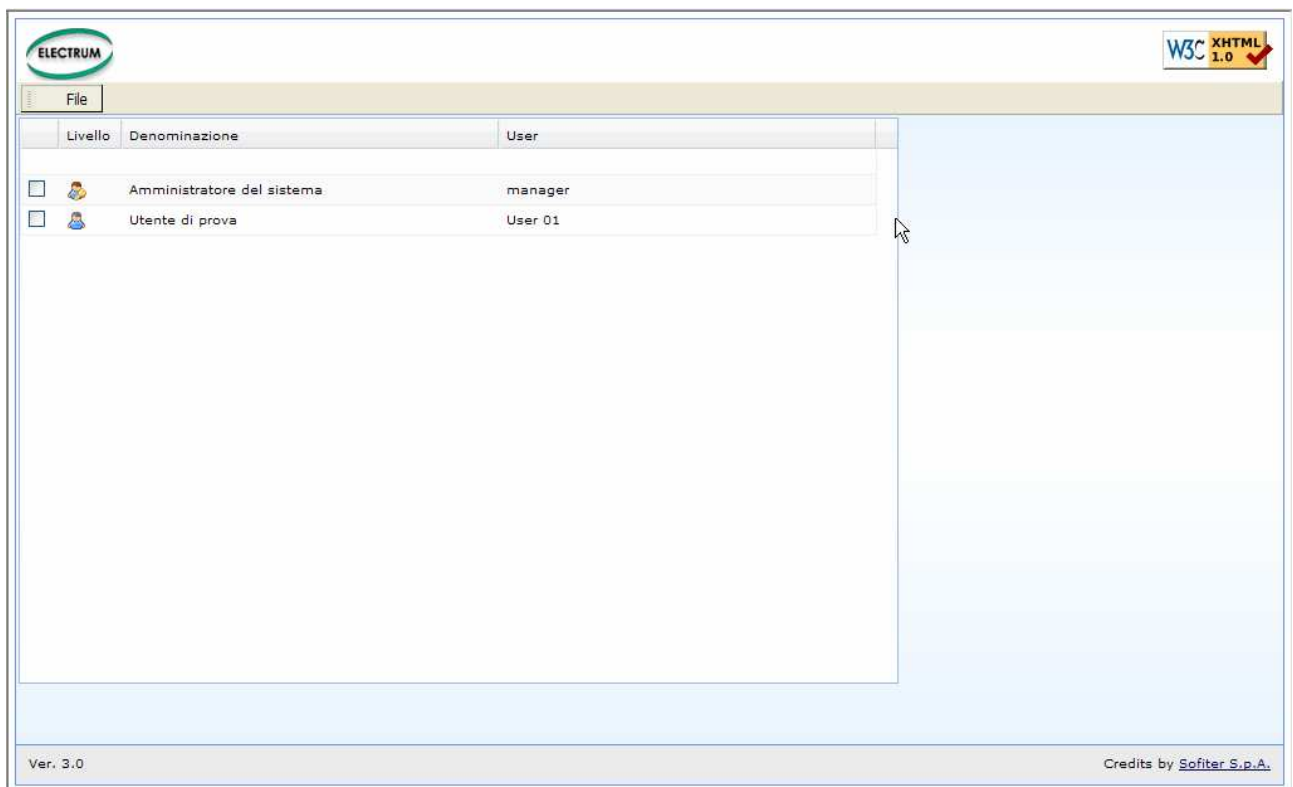 ELECTRUM
W3C XHTML 1.0
File
Livello Denominazione User
Amministratore del sistema manager
Utente di prova User 01
Ver. 3.0 Credits by Sofiter S.p.A.